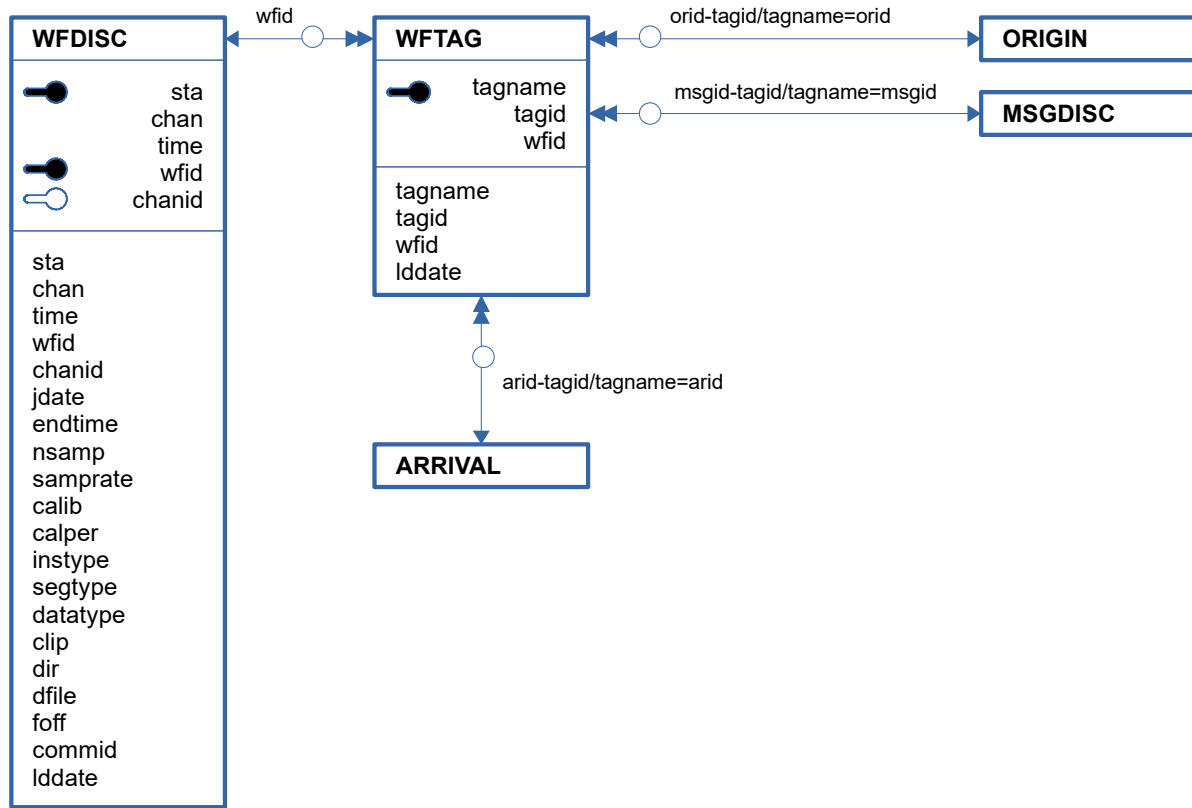 WFDISC
sta
chan
time
wfid
chanid
sta
chan
time
wfid
chanid
jdate
endtime
nsamp
samprate
calib
calper
instype
segtype
datatype
clip
dir
dfile
foff
commid
lddate
wfid
WFTAG
tagname
tagid
wfid
tagname
tagid
wfid
lddate
orid-tagid/tagname=orid
ORIGIN
msgid-tagid/tagname=msgid
MSGDISC
arid-tagid/tagname=arid
ARRIVAL